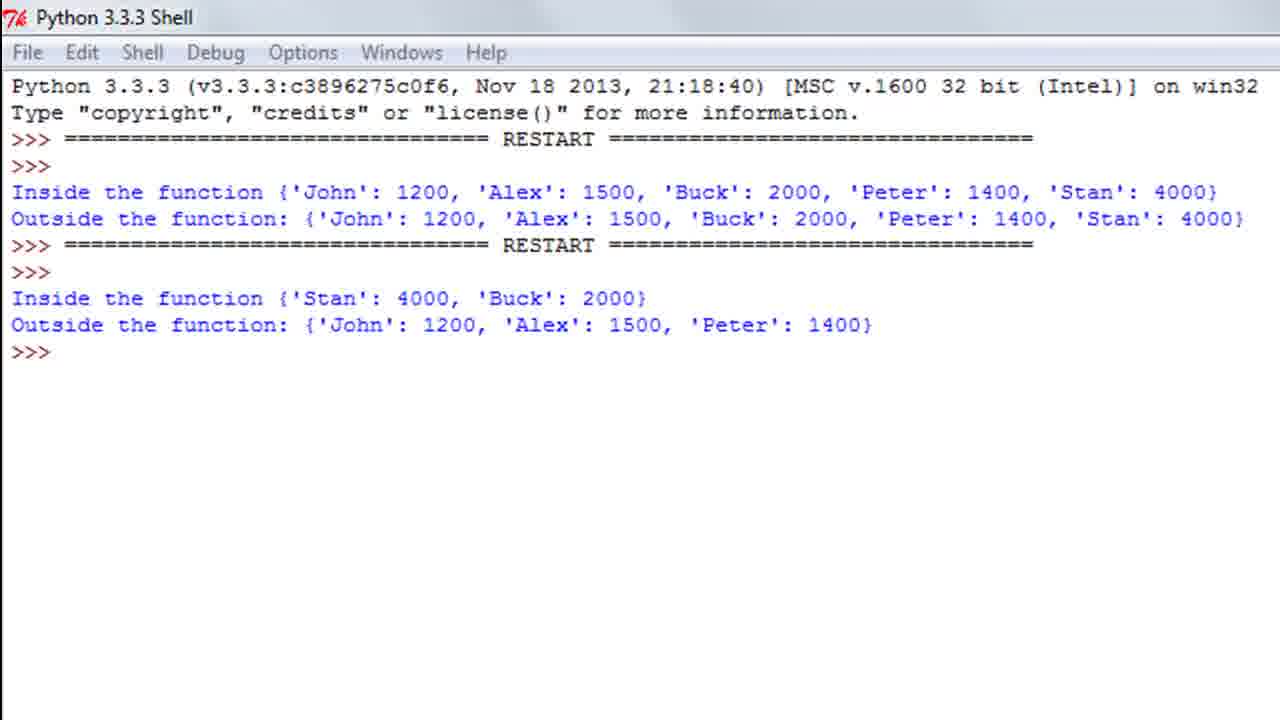 Python 3.3.3 Shell
File Edit Shell Debug Options Windows Help
Python 3.3.3 (v3.3.3:c3896275c0f6, Nov 18 2013, 21:18:40) [MSC v.1600 32 bit (Intel)] on win32
Type "copyright", "credits" or "license()" for more information.
>>> ================================ RESTART ================================
>>>
Inside the function {'John': 1200, 'Alex': 1500, 'Buck': 2000, 'Peter': 1400, 'Stan': 4000}
Outside the function: {'John': 1200, 'Alex': 1500, 'Buck': 2000, 'Peter': 1400, 'Stan': 4000}
>>> ================================ RESTART ================================
>>>
Inside the function {'Stan': 4000, 'Buck': 2000}
Outside the function: {'John': 1200, 'Alex': 1500, 'Peter': 1400}
>>>